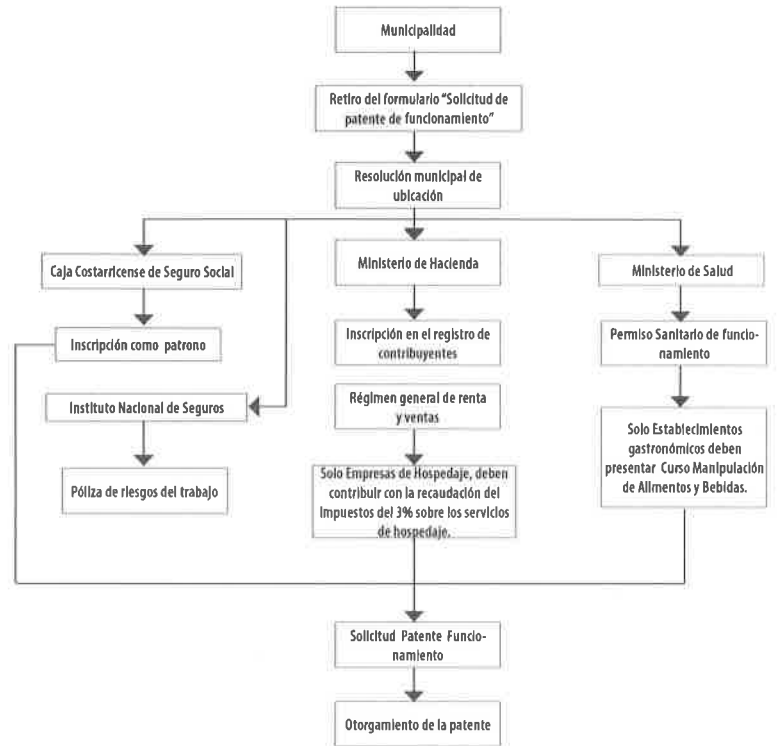 Municipalidad
Retiro del formulario "Solicitud de
patente de funcionamiento"
Resolución municipal de
ubicación
Caja Costarricense de Seguro Social
Ministerio de Hacienda
Ministerio de Salud
Inscripción como patrono
Inscripción en el registro de
contribuyentes
Permiso Sanitario de funcio-
namiento
Instituto Nacional de Seguros
Régimen general de renta
y ventas
Solo Establecimientos
gastronómicos deben
presentar Curso Manipulación
de Alimentos y Bebidas.
Póliza de riesgos del trabajo
Solo Empresas de Hospedaje, deben
contribuir con la recaudación del
Impuestos del 3% sobre los servicios
de hospedaje.
Solicitud Patente Funcio-
namiento
Otorgamiento de la patente